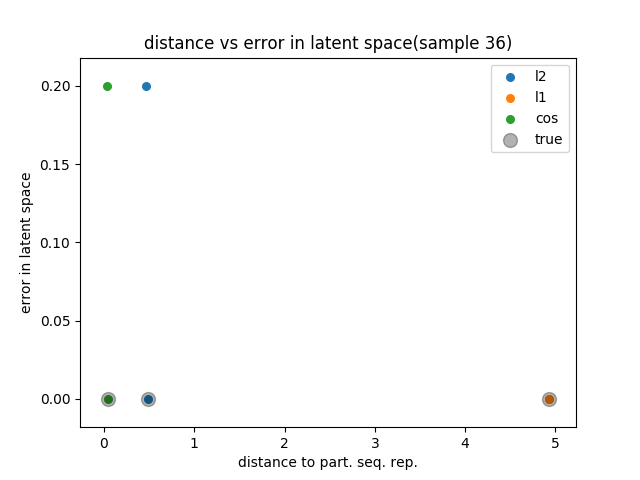 distance vs error in latent space(sample 36)
error in latent space
0.20
0.15
0.10
0.05
0.00
l2
l1
cos
true
0 1 2 3 4 5
distance to part. seq. rep.